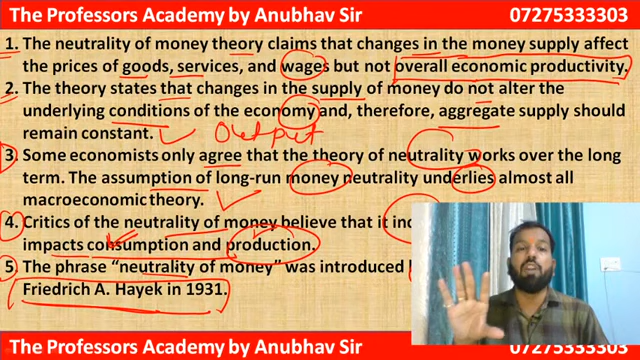 The Professors Academy by Anubhav Sir 07275333303
1. The neutrality of money theory claims that changes in the money supply affect
the prices of goods, services, and wages but not overall economic productivity.
2. The theory states that changes in the supply of money do not alter the
underlying conditions of the economy and, therefore, aggregate supply should
remain constant. output
3. Some economists only agree that the theory of neutrality works over the long
term. The assumption of long-run money neutrality underlies almost all
macroeconomic theory.
4. Critics of the neutrality of money believe that it
impacts consumption and production.
5. The phrase “neutrality of money” was introduced
Friedrich A. Hayek in 1931.
The Professors Academy by Anubhav Sir 07275333303